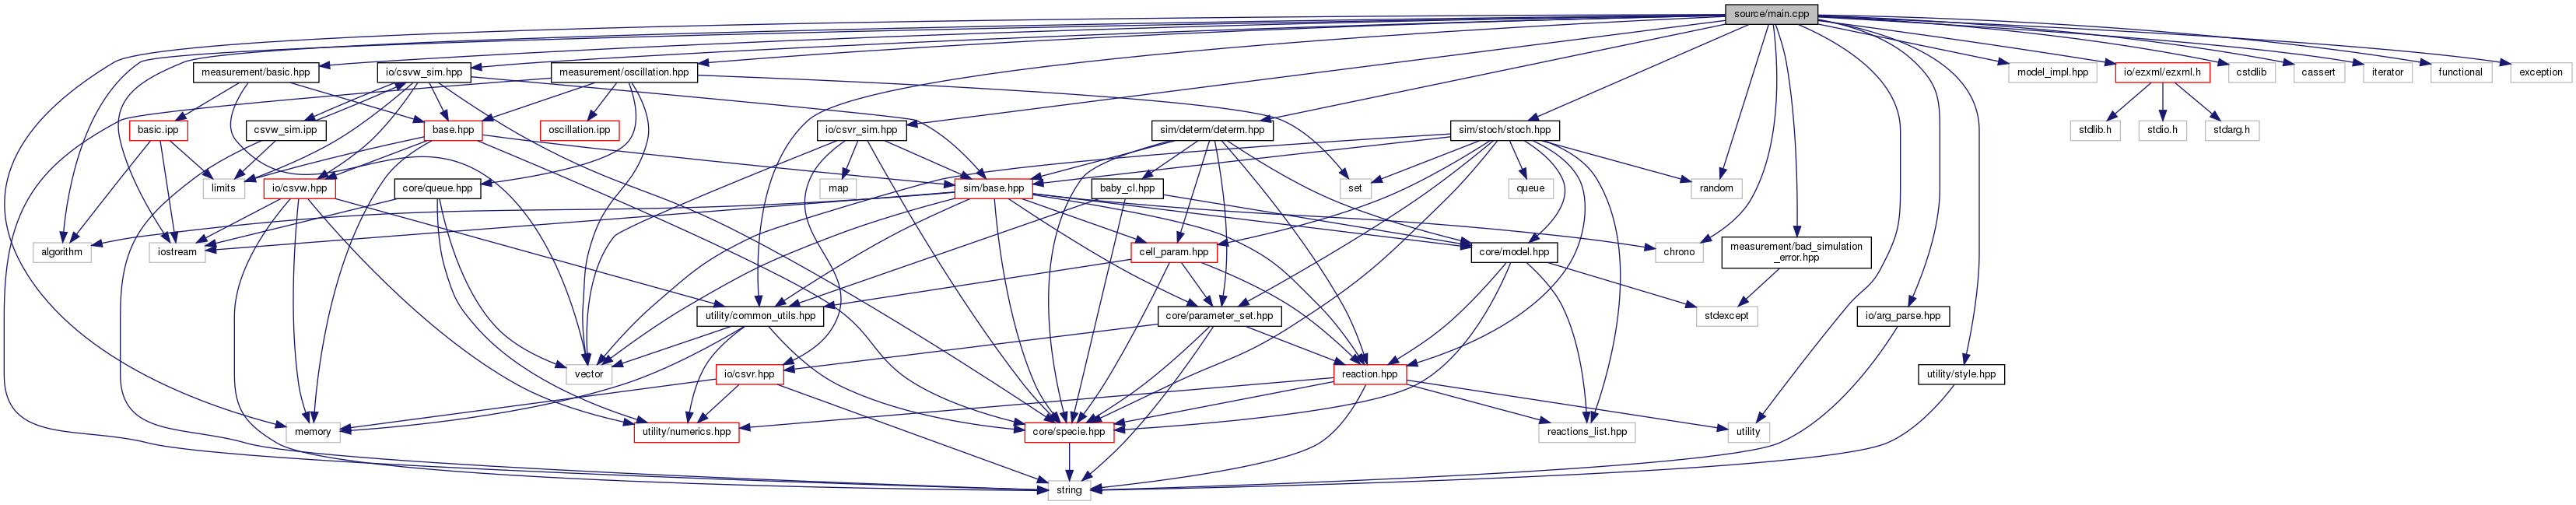 source/main.cpp
measurement/basic.hpp
io/csvw_sim.hpp
measurement/oscillation.hpp
model_impl.hpp
io/ezxml/ezxml.h
cstdlib
cassert
iterator
functional
exception
basic.ipp
csvw_sim.ipp
base.hpp
oscillation.ipp
io/csvr_sim.hpp
sim/determ/determ.hpp
sim/stoch/stoch.hpp
stdlib.h
stdio.h
stdarg.h
limits
io/csvw.hpp
core/queue.hpp
map
sim/base.hpp
baby_cl.hpp
set
queue
random
algorithm
iostream
cell_param.hpp
core/model.hpp
chrono
measurement/bad_simulation
_error.hpp
utility/common_utils.hpp
core/parameter_set.hpp
stdexcept
io/arg_parse.hpp
vector
io/csvr.hpp
reaction.hpp
utility/style.hpp
memory
utility/numerics.hpp
core/specie.hpp
reactions_list.hpp
utility
string